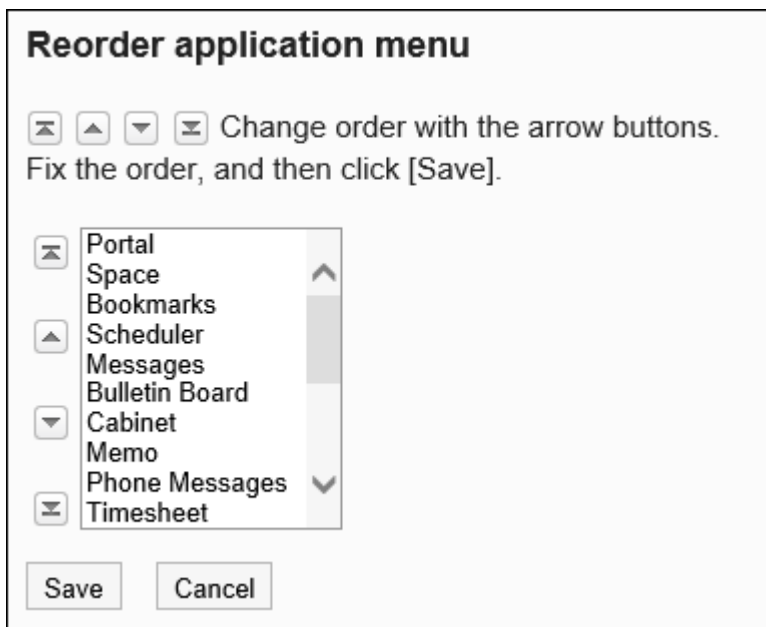 Reorder application menu
Change order with the arrow buttons.
Fix the order, and then click [Save].
Portal
Space
Bookmarks
Scheduler
Messages
Bulletin Board
Cabinet
Memo
Phone Messages
Timesheet
Save Cancel